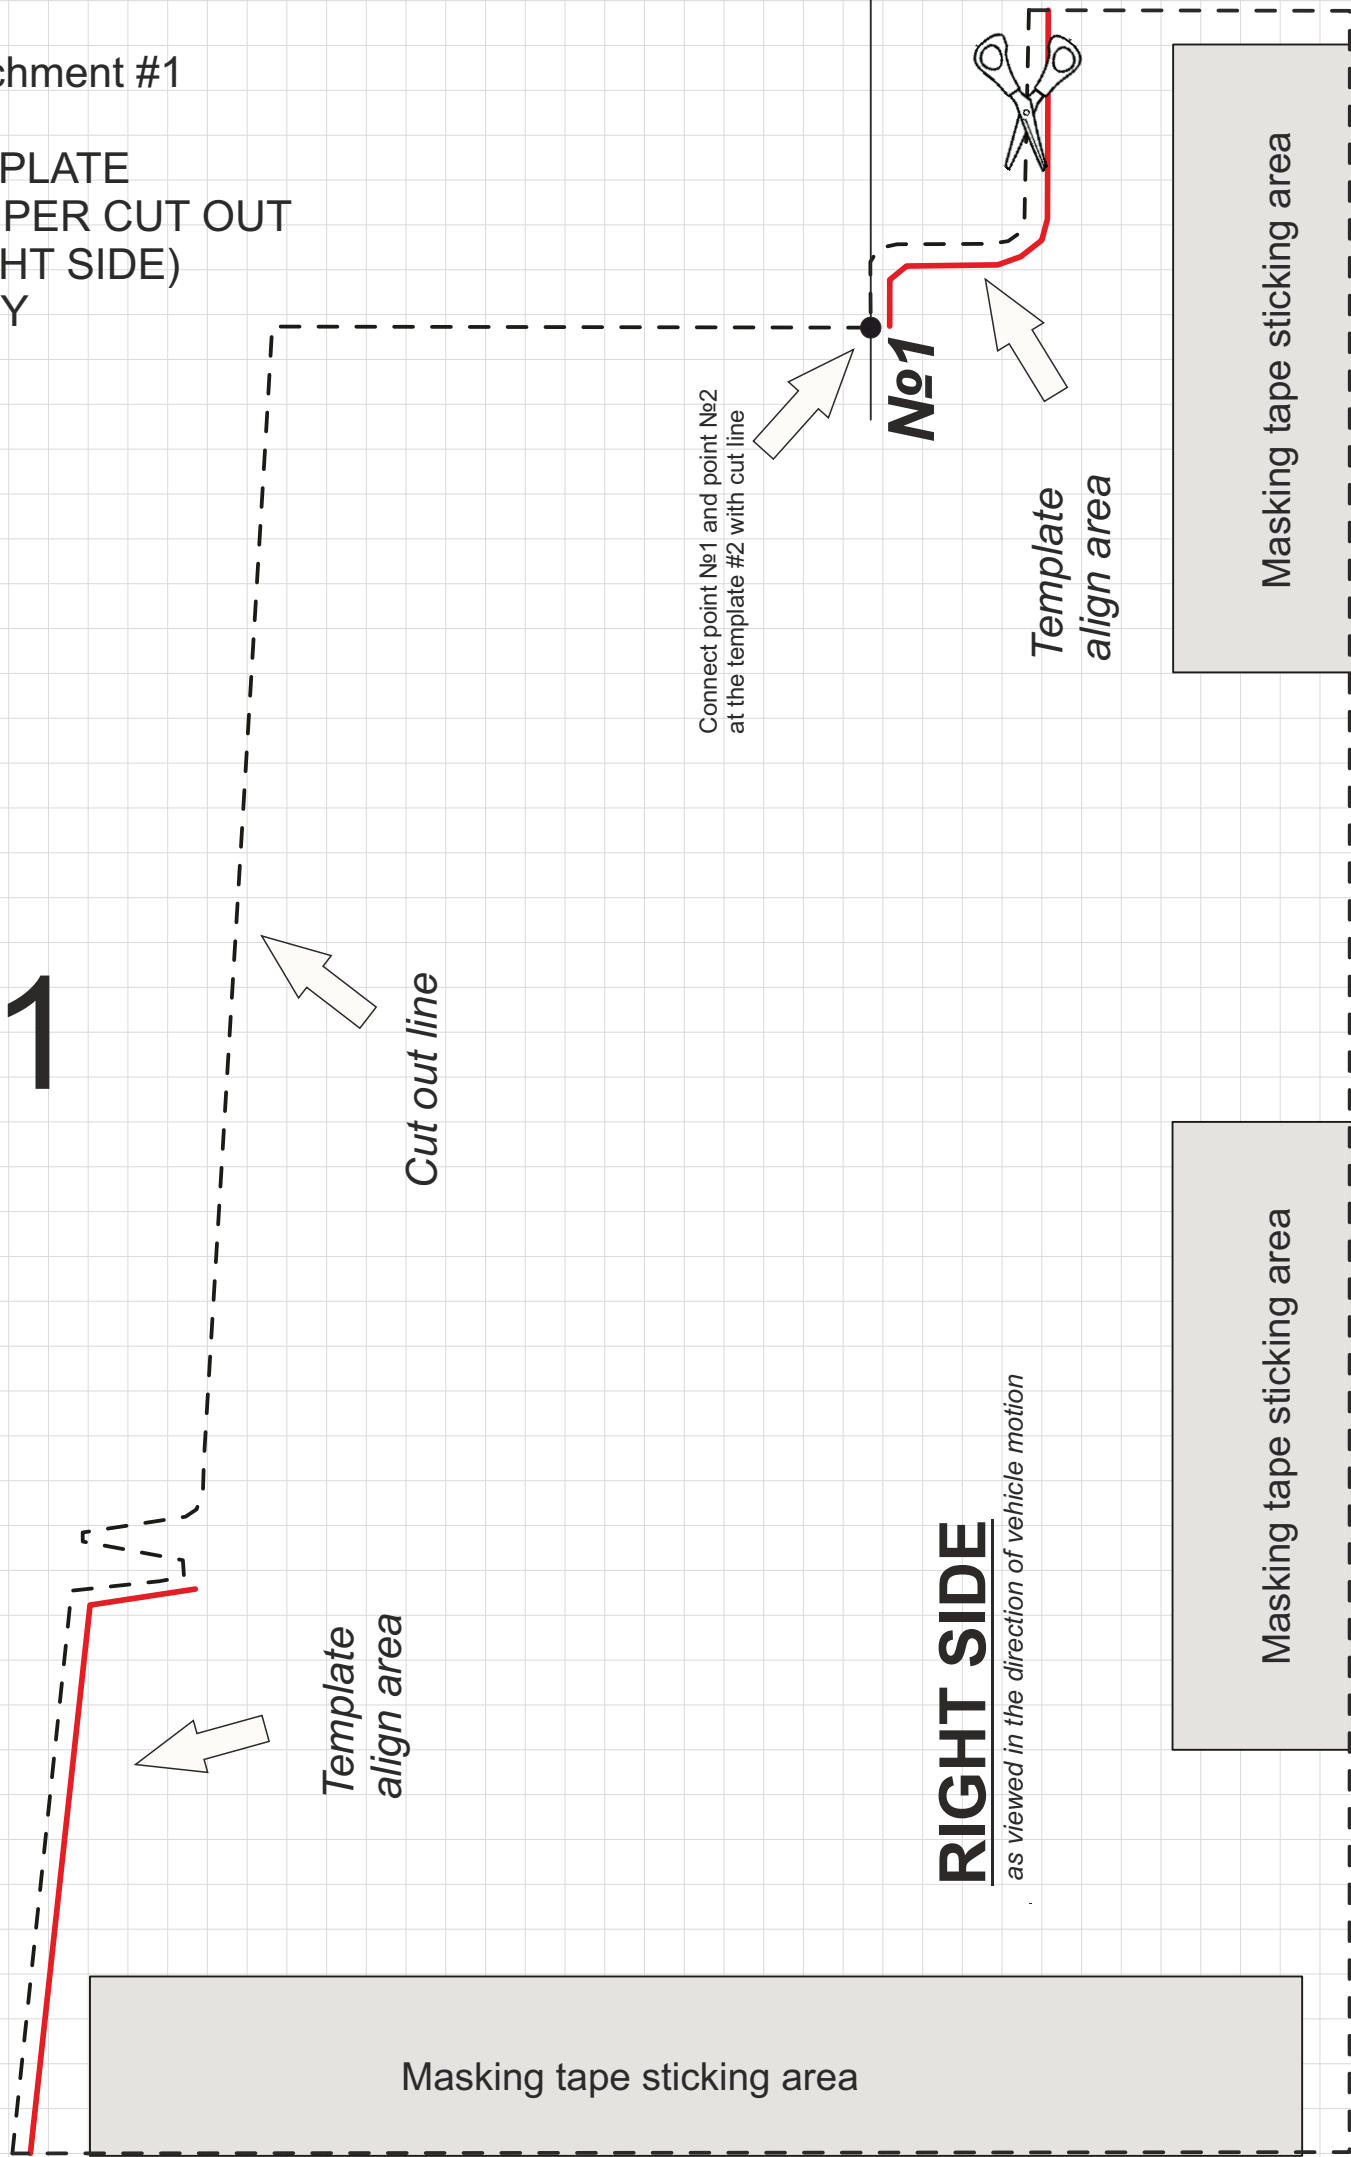 chment #1
PLATE
PER CUT OUT
HT SIDE)
Y
№1
Connect point №1 and point №2
at the template #2 with cut line
Template
align area
Masking tape sticking area
1
Cut out line
Masking tape sticking area
RIGHT SIDE
as viewed in the direction of vehicle motion
Template
align area
Masking tape sticking area